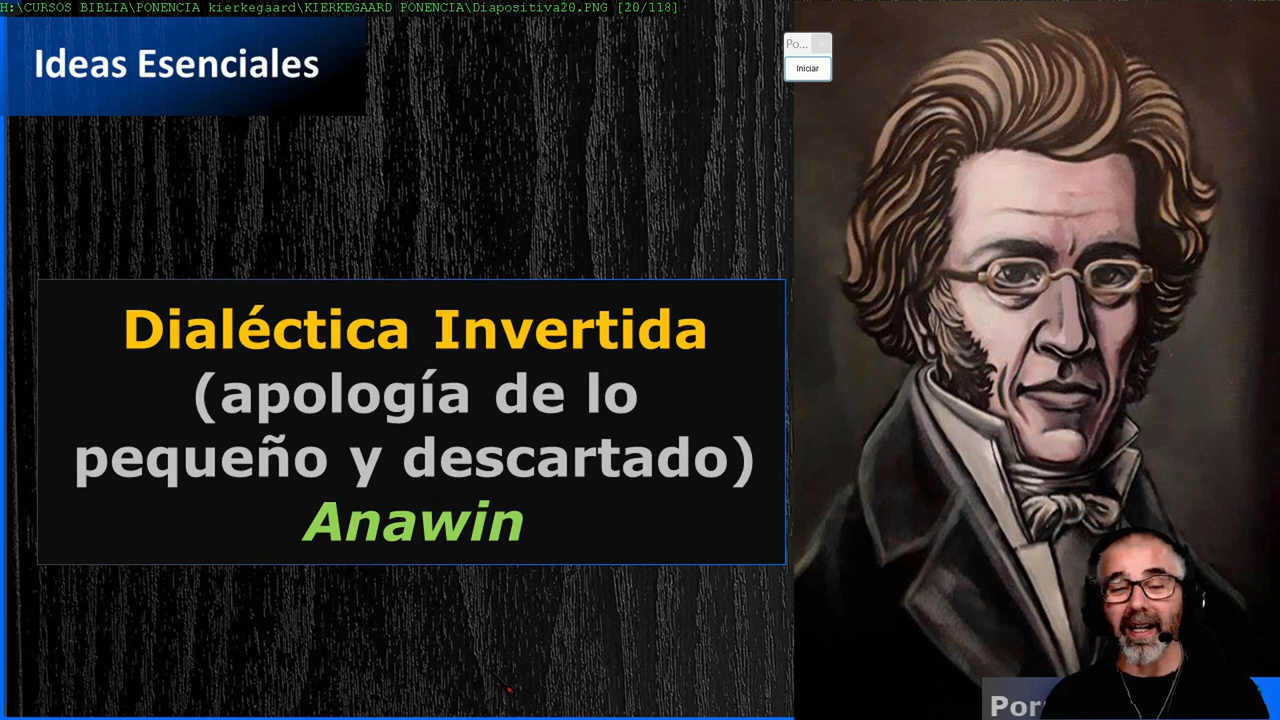 H:\CURSOS BIBLIA\PONENCIA kierkegaard\KIERKEGAARD PONENCIA\Diapositiva20.PNG [20/118]
Ideas Esenciales
Po...
Iniciar
Dialéctica Invertida
(apología de lo
pequeño y descartado)
Anawin
Por